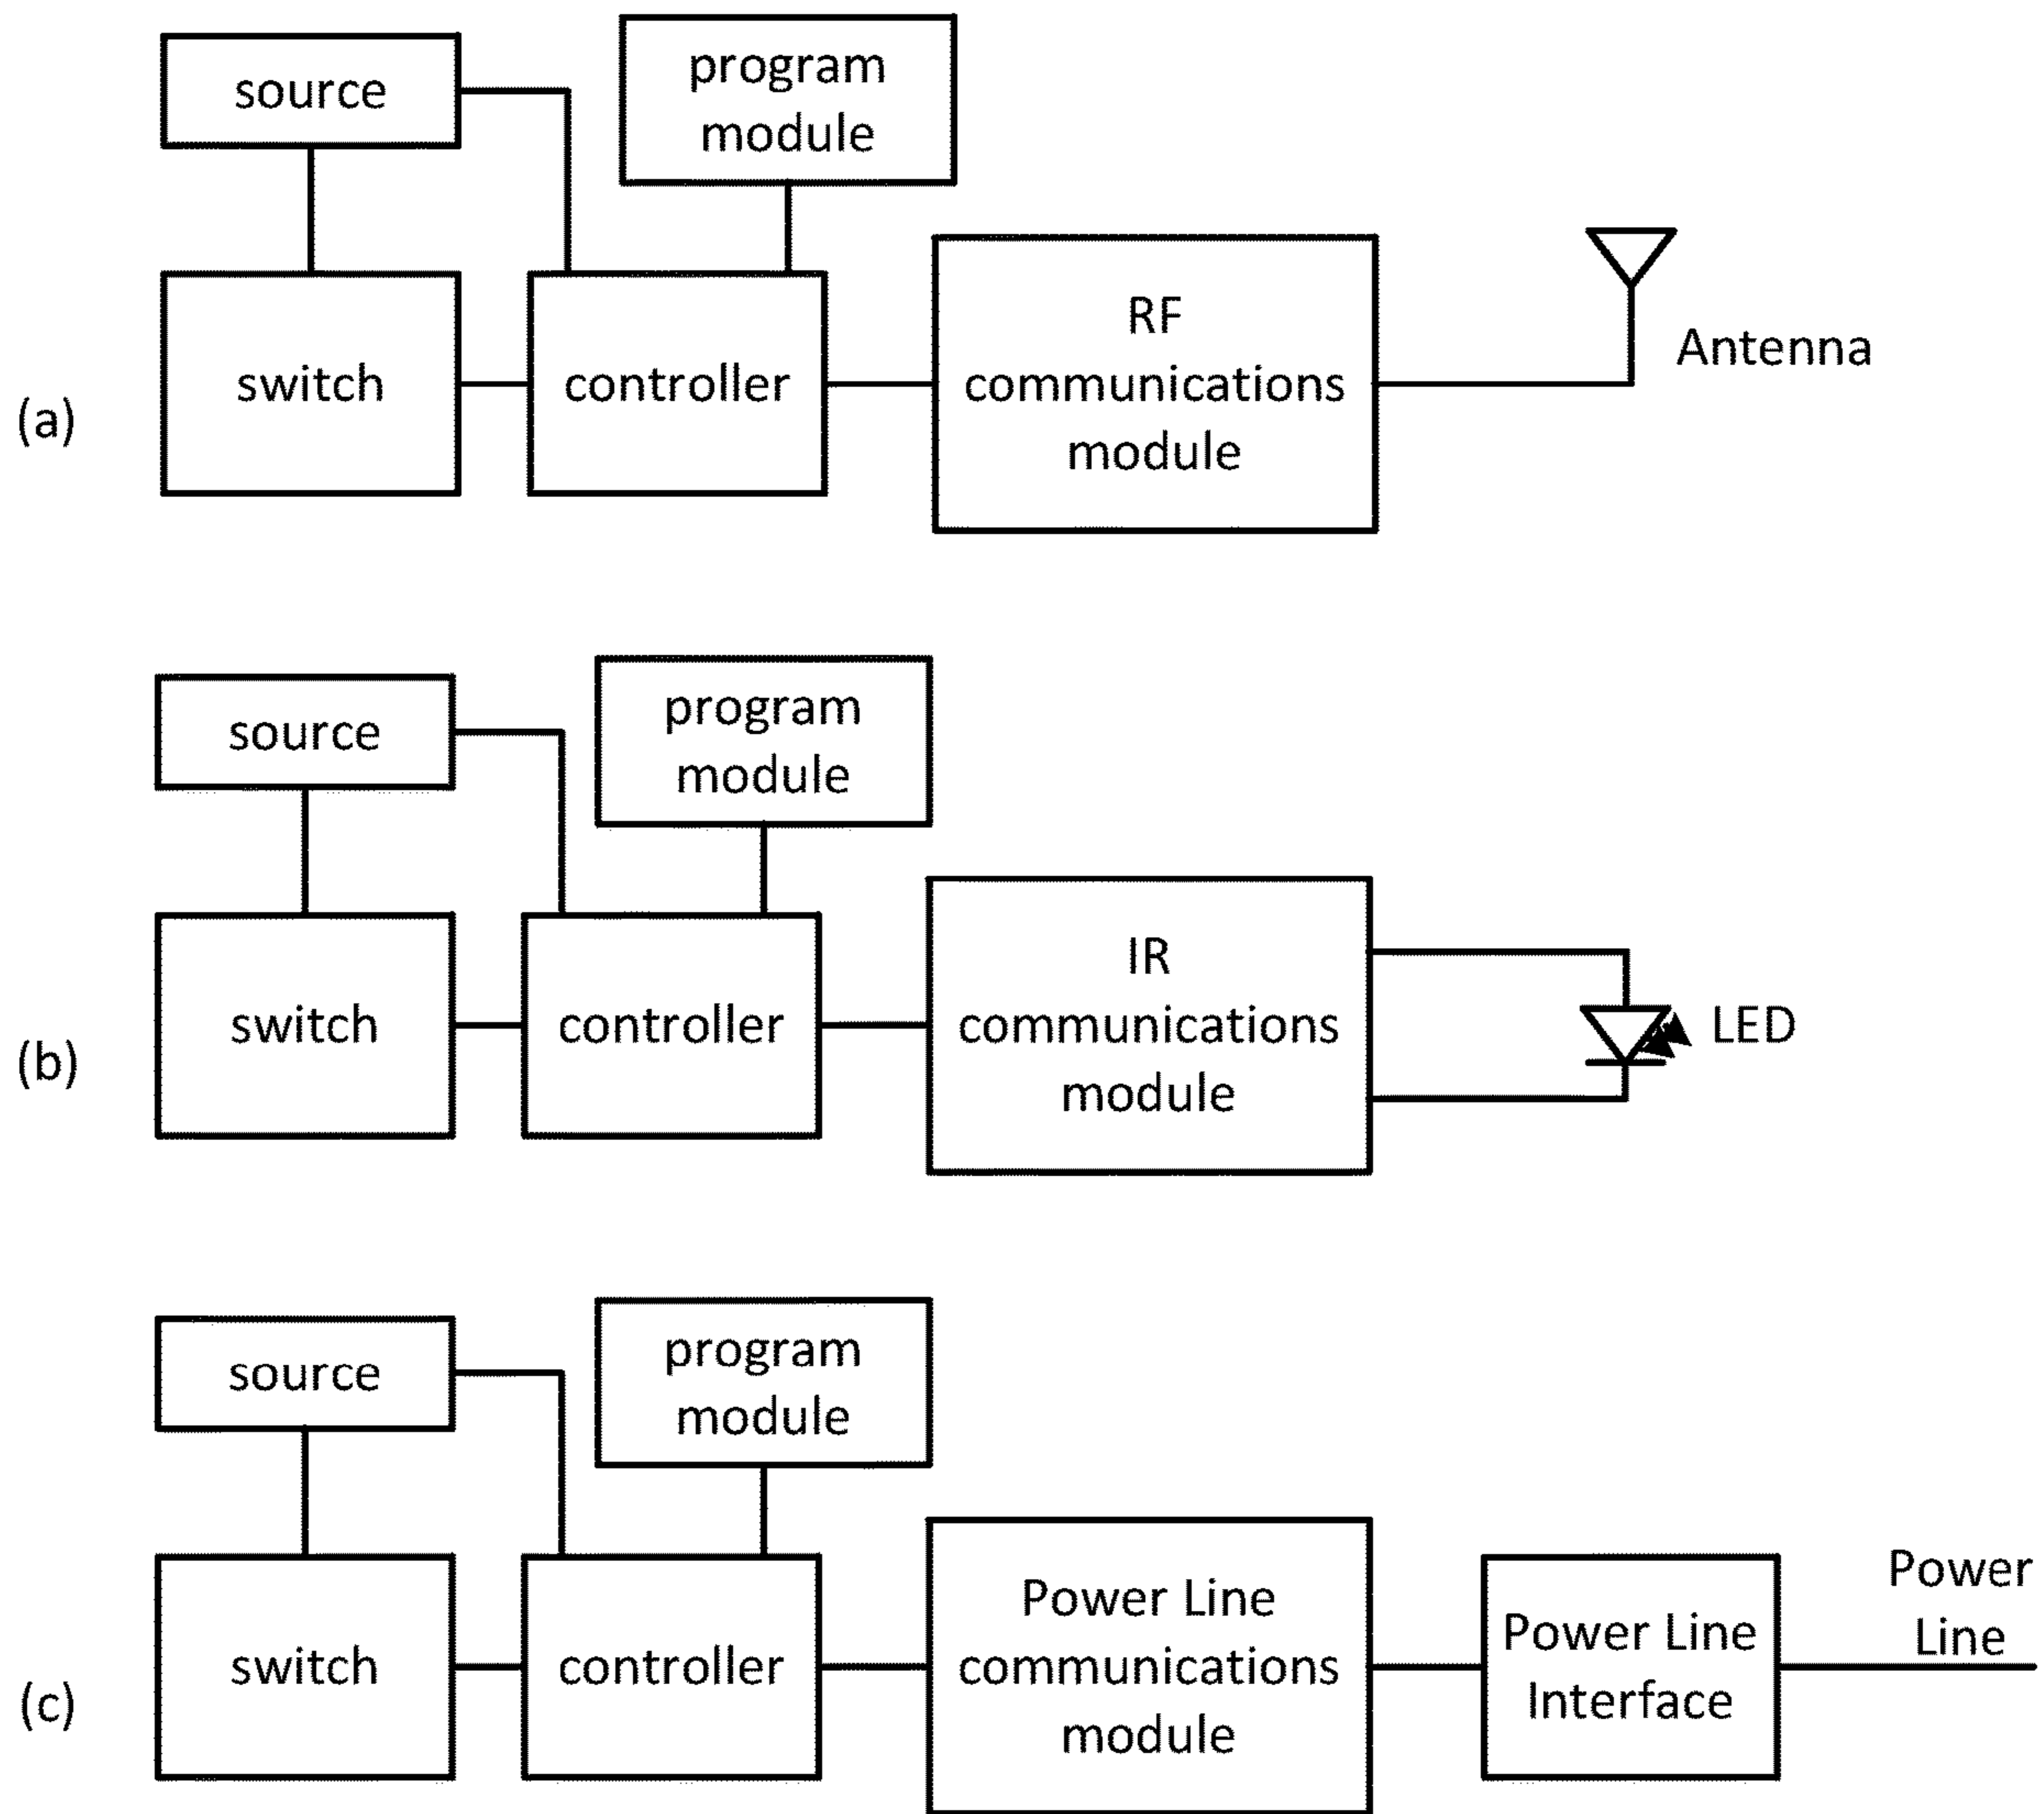 source
program
module
switch
controller
RF
communications
module
Antenna
(a)
source
program
module
switch
controller
IR
communications
module
LED
(b)
source
program
module
switch
controller
Power Line
communications
module
Power Line
Interface
Power
Line
(c)